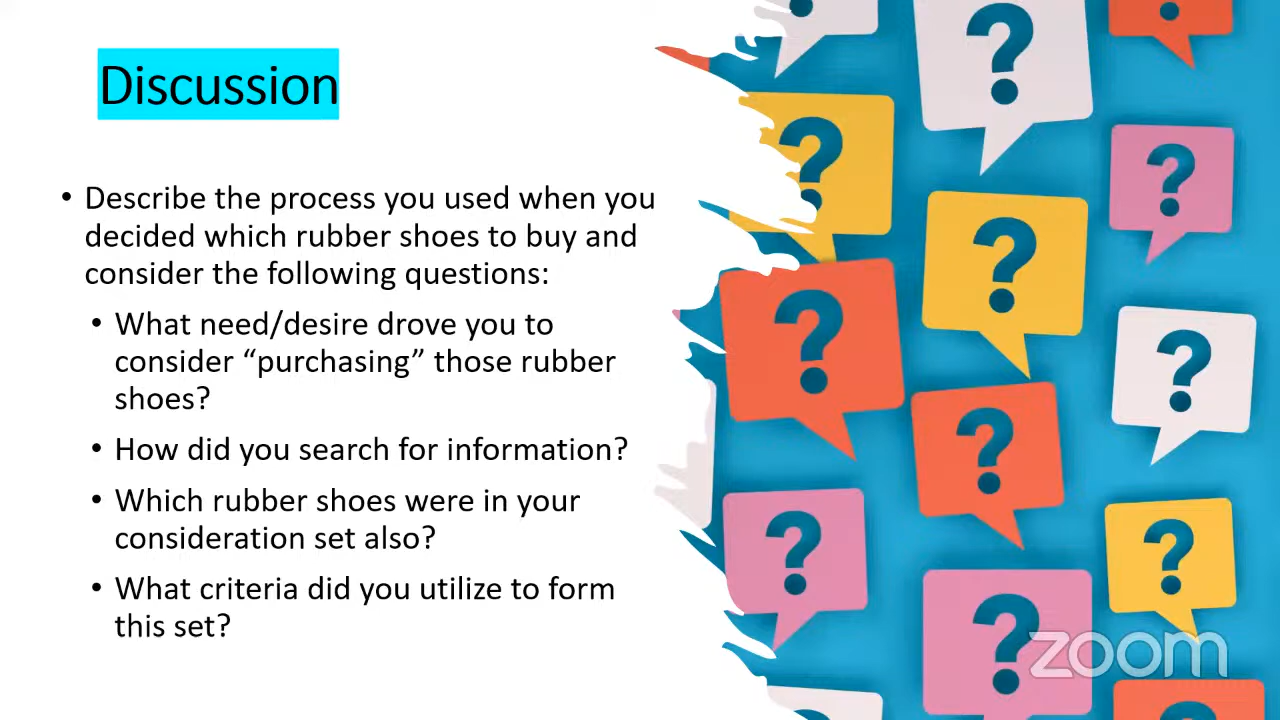 Discussion
• Describe the process you used when you
decided which rubber shoes to buy and
consider the following questions:
• What need/desire drove you to
consider “purchasing” those rubber
shoes?
• How did you search for information?
• Which rubber shoes were in your
consideration set also?
• What criteria did you utilize to form
this set?
?
?
?
?
?
?
?
?
?
?
?
?
zoom